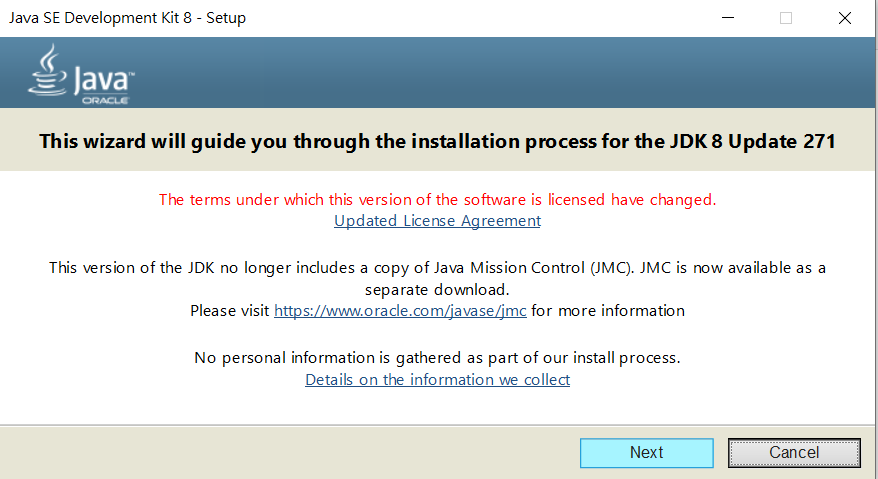 Java SE Development Kit 8 - Setup
Java™
ORACLE
This wizard will guide you through the installation process for the JDK 8 Update 271
The terms under which this version of the software is licensed have changed.
Updated License Agreement
This version of the JDK no longer includes a copy of Java Mission Control (JMC). JMC is now available as a
separate download.
Please visit https://www.oracle.com/javase/jmc for more information
No personal information is gathered as part of our install process.
Details on the information we collect
Next Cancel